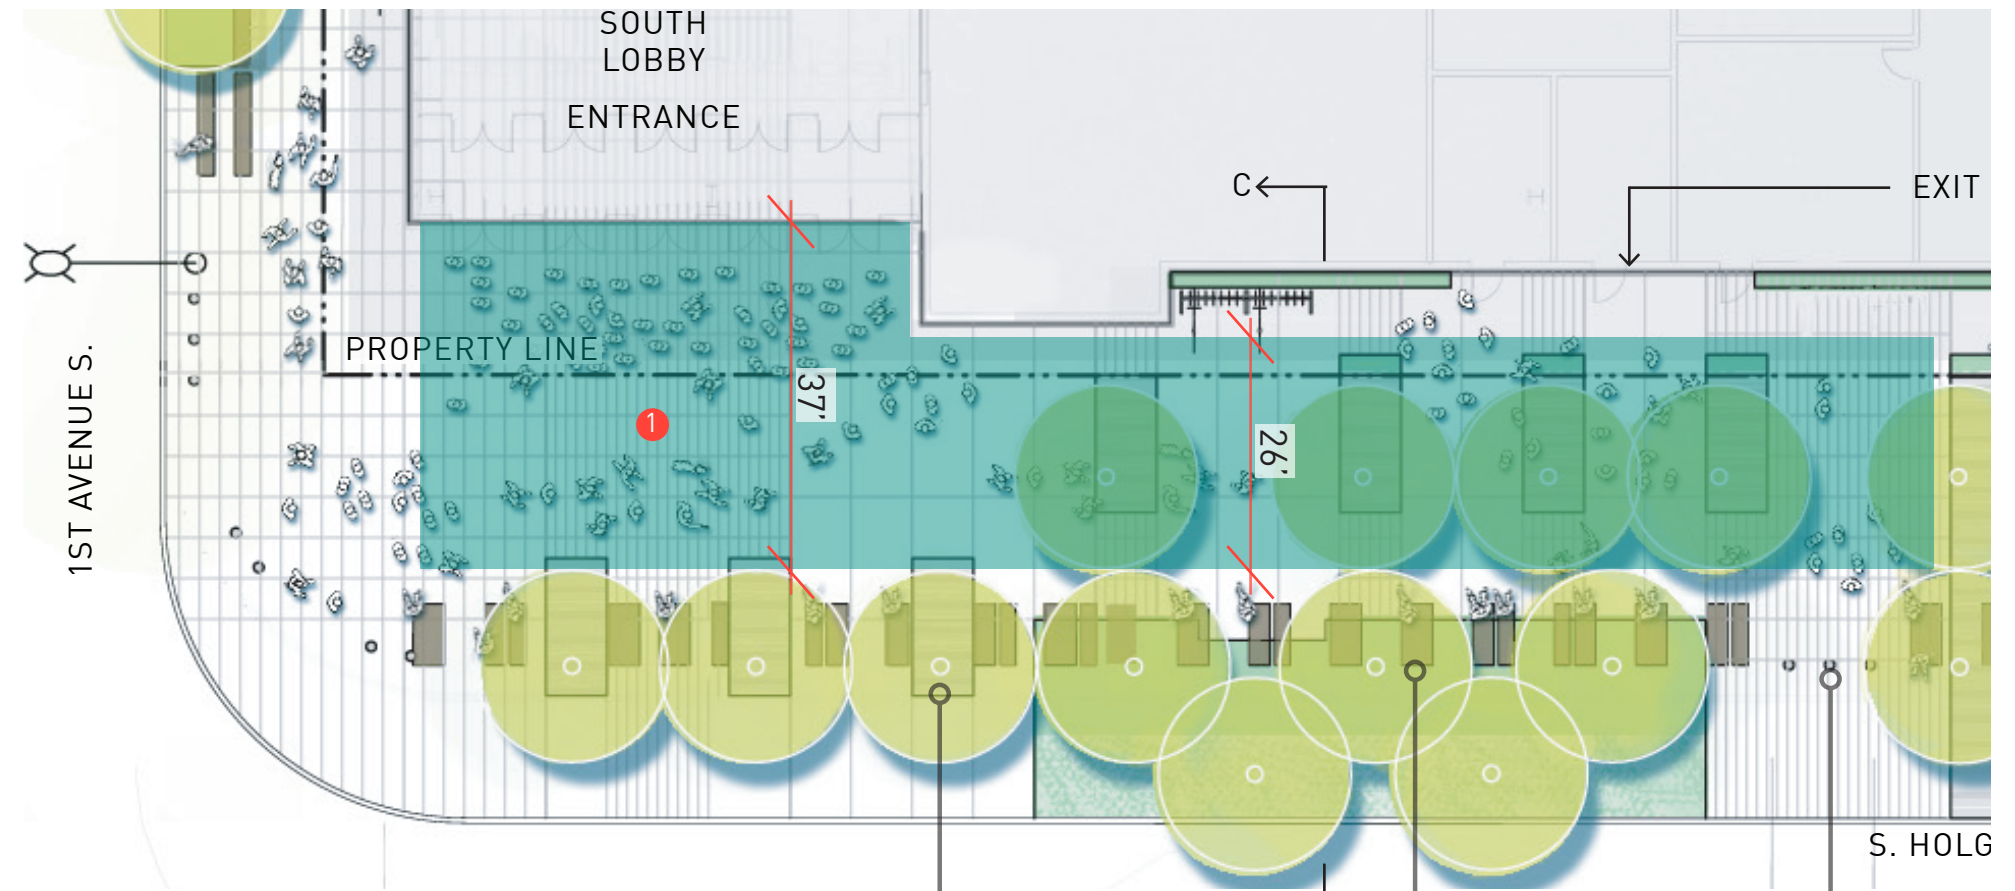 SOUTH
LOBBY
ENTRANCE
C
EXIT
PROPERTY LINE
37'
1
26'
1ST AVENUE S.
S. HOLG